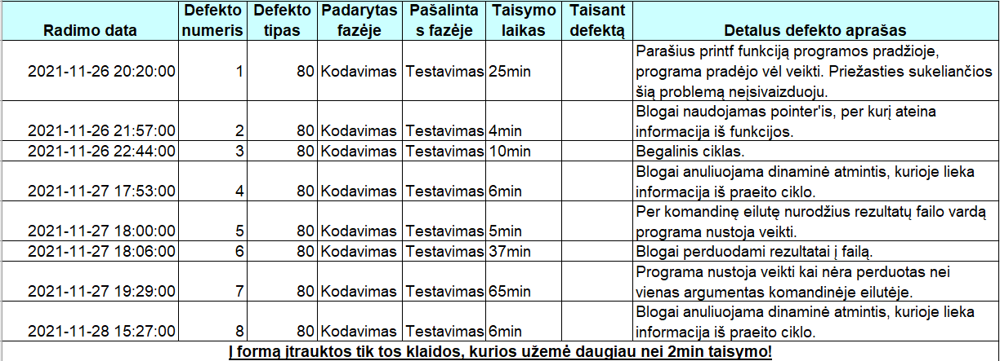 Radimo data Defekto numeris Defekto tipas Padarytas fazėje Pašalinta s fazėje Taisymo laikas Taisant defektą Detalus defekto aprašas
2021-11-26 20:20:00 1 80 Kodavimas Testavimas 25min Parašius printf funkciją programos pradžioje,
programa pradėjo vėl veikti. Priežasties sukeliančios
šią problemą neįsivaizduoju.
2021-11-26 21:57:00 2 80 Kodavimas Testavimas 4min Blogai naudojamas pointer'is, per kurį ateina
informacija iš funkcijos.
2021-11-26 22:44:00 3 80 Kodavimas Testavimas 10min Begalinis ciklas.
2021-11-27 17:53:00 4 80 Kodavimas Testavimas 6min Blogai anuliuojama dinaminė atmintis, kurioje lieka
informacija iš praeito ciklo.
2021-11-27 18:00:00 5 80 Kodavimas Testavimas 5min Per komandinę eilutę nurodžius rezultatų failo vardą
programa nustoja veikti.
2021-11-27 18:06:00 6 80 Kodavimas Testavimas 37min Blogai perduodami rezultatai į failą.
2021-11-27 19:29:00 7 80 Kodavimas Testavimas 65min Programa nustoja veikti kai nėra perduotas nei
vienas argumentas komandinėje eilutėje.
2021-11-28 15:27:00 8 80 Kodavimas Testavimas 6min Blogai anuliuojama dinaminė atmintis, kurioje lieka
informacija iš praeito ciklo.
Į formą įtrauktos tik tos klaidos, kurios užėmė daugiau nei 2min taisymo!